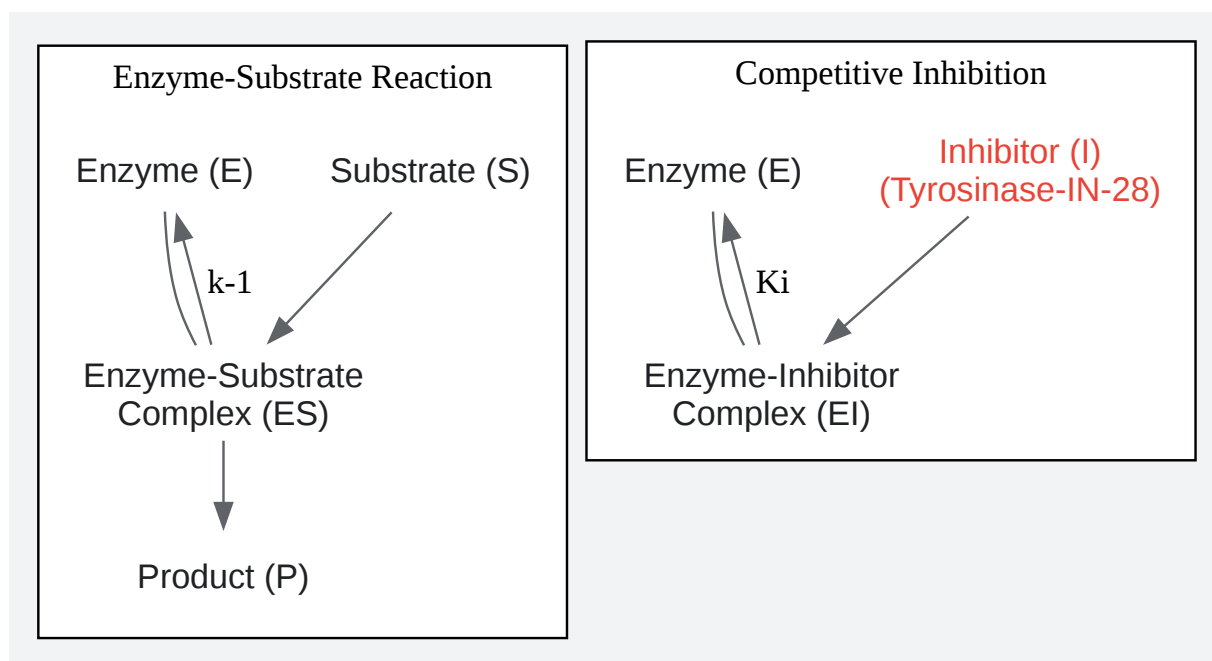 Enzyme-Substrate Reaction
Enzyme (E)
Substrate (S)
k-1
Enzyme-Substrate
Complex (ES)
Product (P)
Competitive Inhibition
Enzyme (E)
Inhibitor (I)
(Tyrosinase-IN-28)
Ki
Enzyme-Inhibitor
Complex (EI)